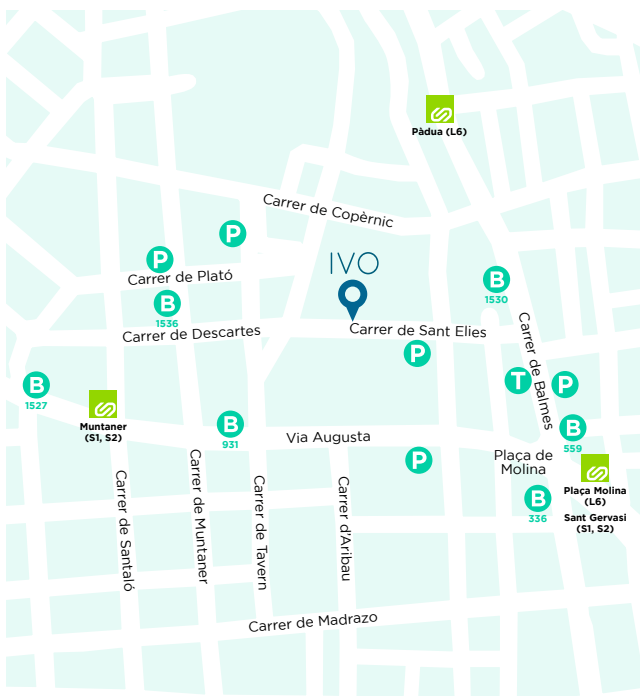 Pàdua (L6)
Carrer de Copèrnic
P
P
IVO
Carrer de Plató
B
1530
B
1536
Carrer de Descartes
Carrer de Sant Elies
Carrer de Balmes
P
T
P
B
1527
Muntaner
(S1, S2)
B
931
Via Augusta
B
559
Plaça de
Molina
P
Plaça Molina
(L6)
Sant Gervasi
(S1, S2)
B
336
Carrer de Santaló
Carrer de Muntaner
Carrer de Tavern
Carrer d'Aribau
Carrer de Madrazo